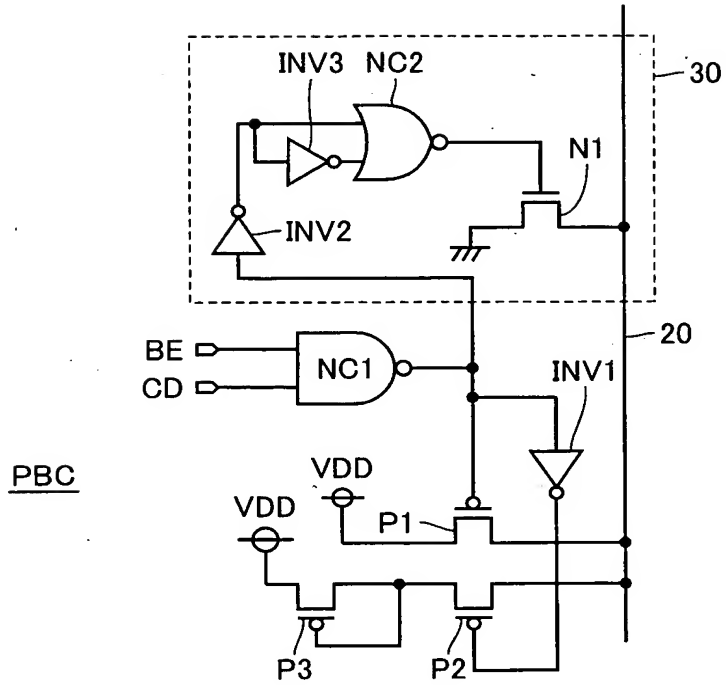 INV3
NC2
30
N1
INV2
20
BE
NC1
INV1
CD
VDD
PBC
VDD
P1
P3
P2